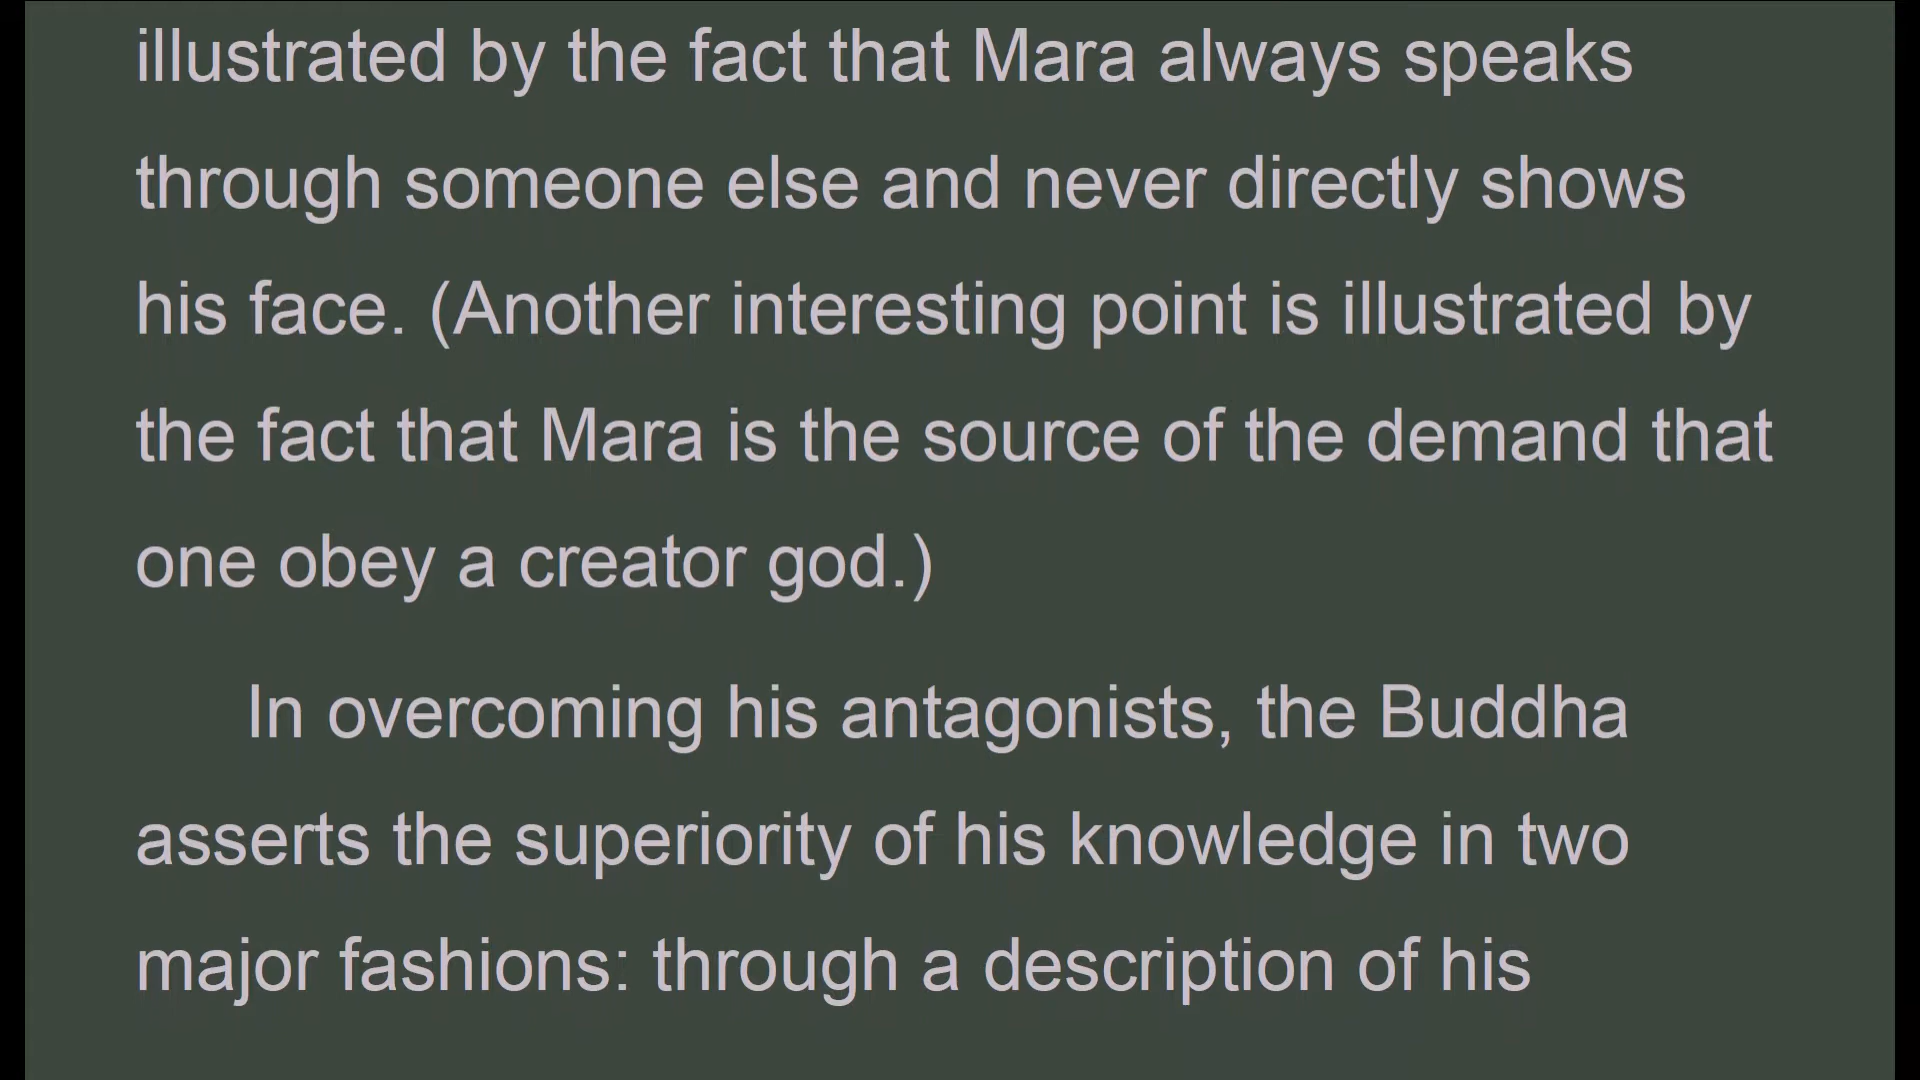 illustrated by the fact that Mara always speaks
through someone else and never directly shows
his face. (Another interesting point is illustrated by
the fact that Mara is the source of the demand that
one obey a creator god.)
In overcoming his antagonists, the Buddha
asserts the superiority of his knowledge in two
major fashions: through a description of his